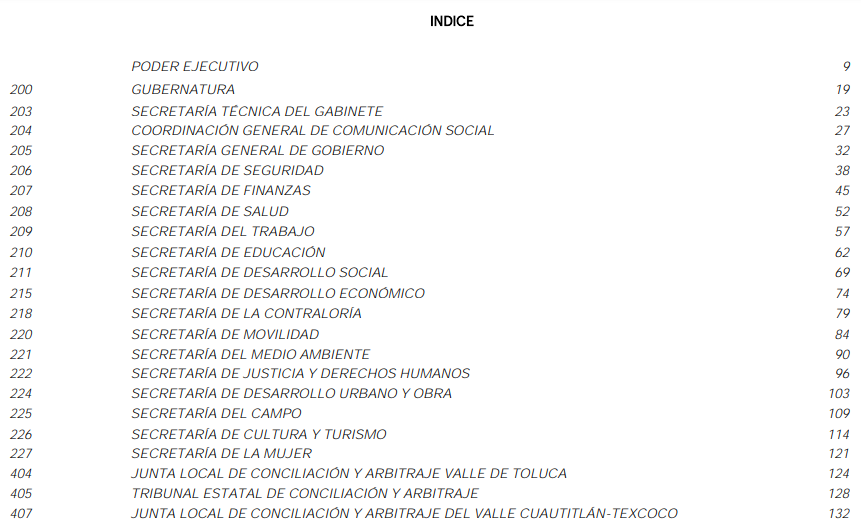 INDICE
PODER EJECUTIVO 9
200 GUBERNATURA 19
203 SECRETARÍA TÉCNICA DEL GABINETE 23
204 COORDINACIÓN GENERAL DE COMUNICACIÓN SOCIAL 27
205 SECRETARÍA GENERAL DE GOBIERNO 32
206 SECRETARÍA DE SEGURIDAD 38
207 SECRETARÍA DE FINANZAS 45
208 SECRETARÍA DE SALUD 52
209 SECRETARÍA DEL TRABAJO 57
210 SECRETARÍA DE EDUCACIÓN 62
211 SECRETARÍA DE DESARROLLO SOCIAL 69
215 SECRETARÍA DE DESARROLLO ECONÓMICO 74
218 SECRETARÍA DE LA CONTRALORÍA 79
220 SECRETARÍA DE MOVILIDAD 84
221 SECRETARÍA DEL MEDIO AMBIENTE 90
222 SECRETARÍA DE JUSTICIA Y DERECHOS HUMANOS 96
224 SECRETARÍA DE DESARROLLO URBANO Y OBRA 103
225 SECRETARÍA DEL CAMPO 109
226 SECRETARÍA DE CULTURA Y TURISMO 114
227 SECRETARÍA DE LA MUJER 121
404 JUNTA LOCAL DE CONCILIACIÓN Y ARBITRAJE VALLE DE TOLUCA 124
405 TRIBUNAL ESTATAL DE CONCILIACIÓN Y ARBITRAJE 128
407 JUNTA LOCAL DE CONCILIACIÓN Y ARBITRAJE DEL VALLE CUAUTITLÁN-TEXCOCO 132